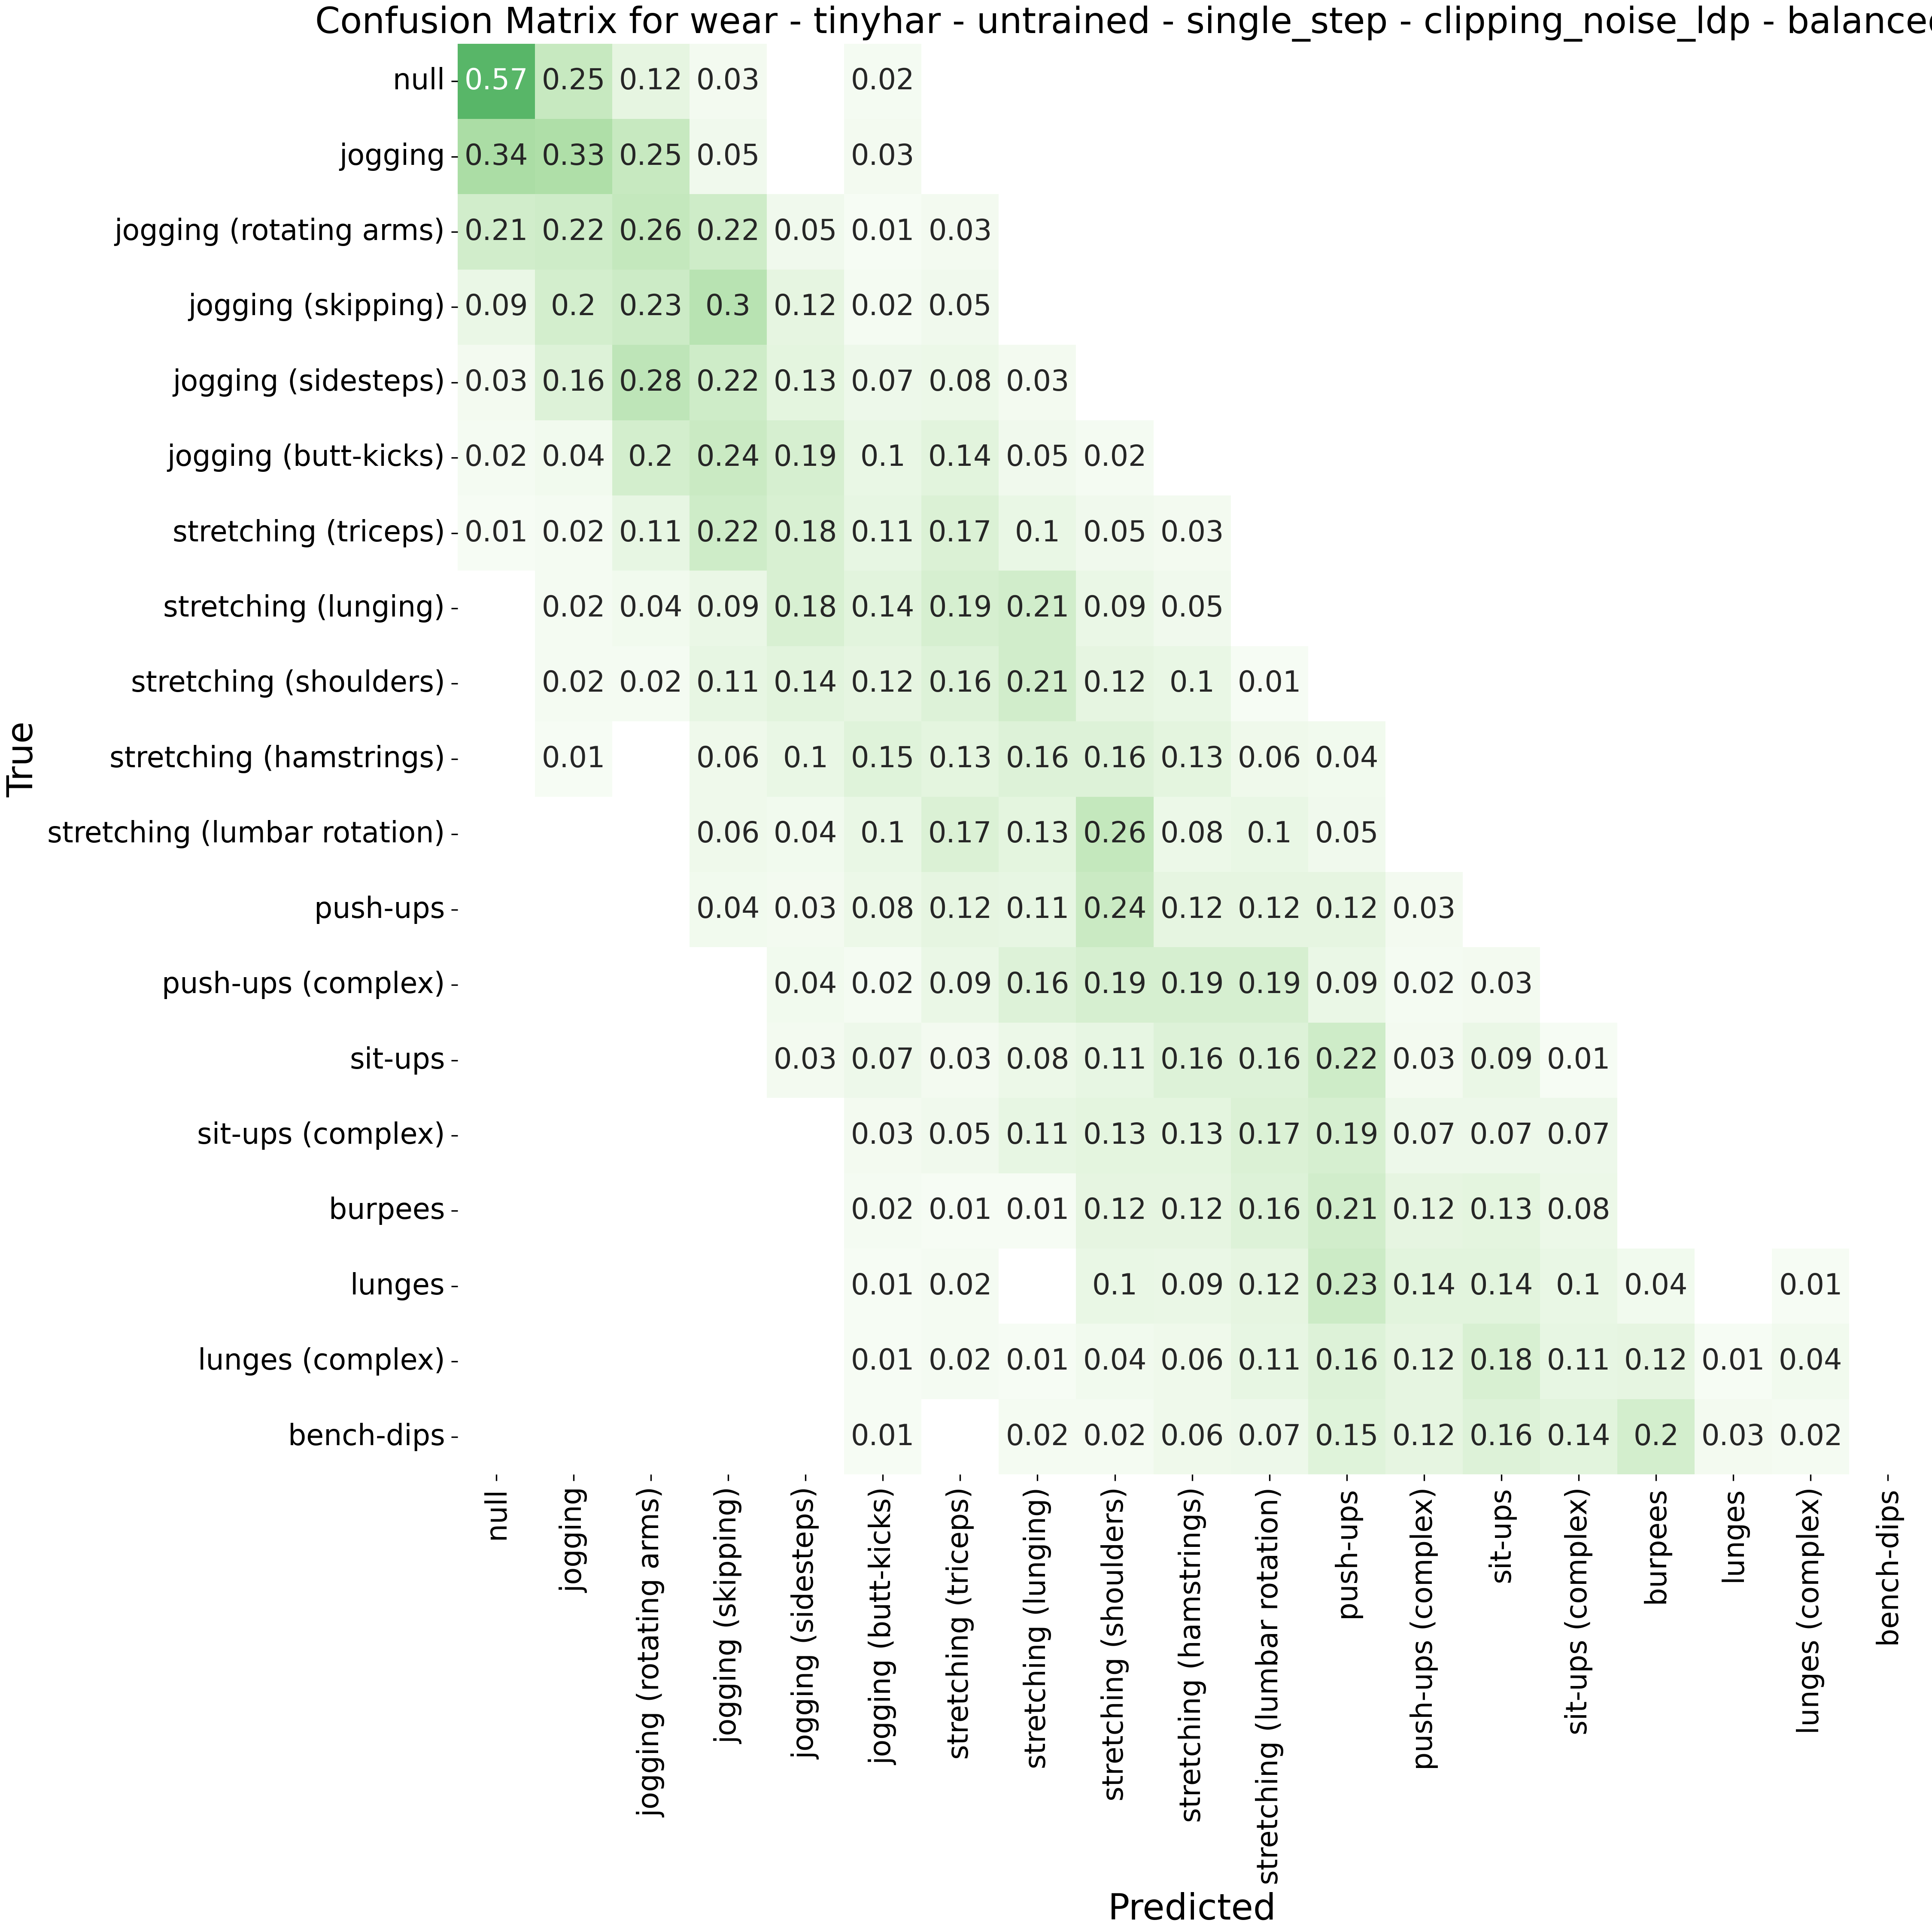 Confusion Matrix for wear - tinyhar - untrained - single_step - clipping_noise_ldp - balanced
True
null 0.57 0.25 0.12 0.03 0.02
jogging 0.34 0.33 0.25 0.05 0.03
jogging (rotating arms) 0.21 0.22 0.26 0.22 0.05 0.01 0.03
jogging (skipping) 0.09 0.2 0.23 0.3 0.12 0.02 0.05
jogging (sidesteps) 0.03 0.16 0.28 0.22 0.13 0.07 0.08 0.03
jogging (butt-kicks) 0.02 0.04 0.2 0.24 0.19 0.1 0.14 0.05 0.02
stretching (triceps) 0.01 0.02 0.11 0.22 0.18 0.11 0.17 0.1 0.05 0.03
stretching (lunging) 0.02 0.04 0.09 0.18 0.14 0.19 0.21 0.09 0.05
stretching (shoulders) 0.02 0.02 0.11 0.14 0.12 0.16 0.21 0.12 0.1 0.01
stretching (hamstrings) 0.01 0.06 0.1 0.15 0.13 0.16 0.16 0.13 0.06 0.04
stretching (lumbar rotation) 0.06 0.04 0.1 0.17 0.13 0.26 0.08 0.1 0.05
push-ups 0.04 0.03 0.08 0.12 0.11 0.24 0.12 0.12 0.12 0.03
push-ups (complex) 0.04 0.02 0.09 0.16 0.19 0.19 0.19 0.09 0.02 0.03
sit-ups 0.03 0.07 0.03 0.08 0.11 0.16 0.16 0.22 0.03 0.09 0.01
sit-ups (complex) 0.03 0.05 0.11 0.13 0.13 0.17 0.19 0.07 0.07 0.07
burpees 0.02 0.01 0.01 0.12 0.12 0.16 0.21 0.12 0.13 0.08
lunges 0.01 0.02 0.1 0.09 0.12 0.23 0.14 0.14 0.1 0.04 0.01
lunges (complex) 0.01 0.02 0.01 0.04 0.06 0.11 0.16 0.12 0.18 0.11 0.12 0.01 0.04
bench-dips 0.01 0.02 0.02 0.06 0.07 0.15 0.12 0.16 0.14 0.2 0.03 0.02
null
jogging
jogging (rotating arms)
jogging (skipping)
jogging (sidesteps)
jogging (butt-kicks)
stretching (triceps)
stretching (lunging)
stretching (shoulders)
stretching (hamstrings)
stretching (lumbar rotation)
push-ups
push-ups (complex)
sit-ups
sit-ups (complex)
burpees
lunges
lunges (complex)
bench-dips
Predicted